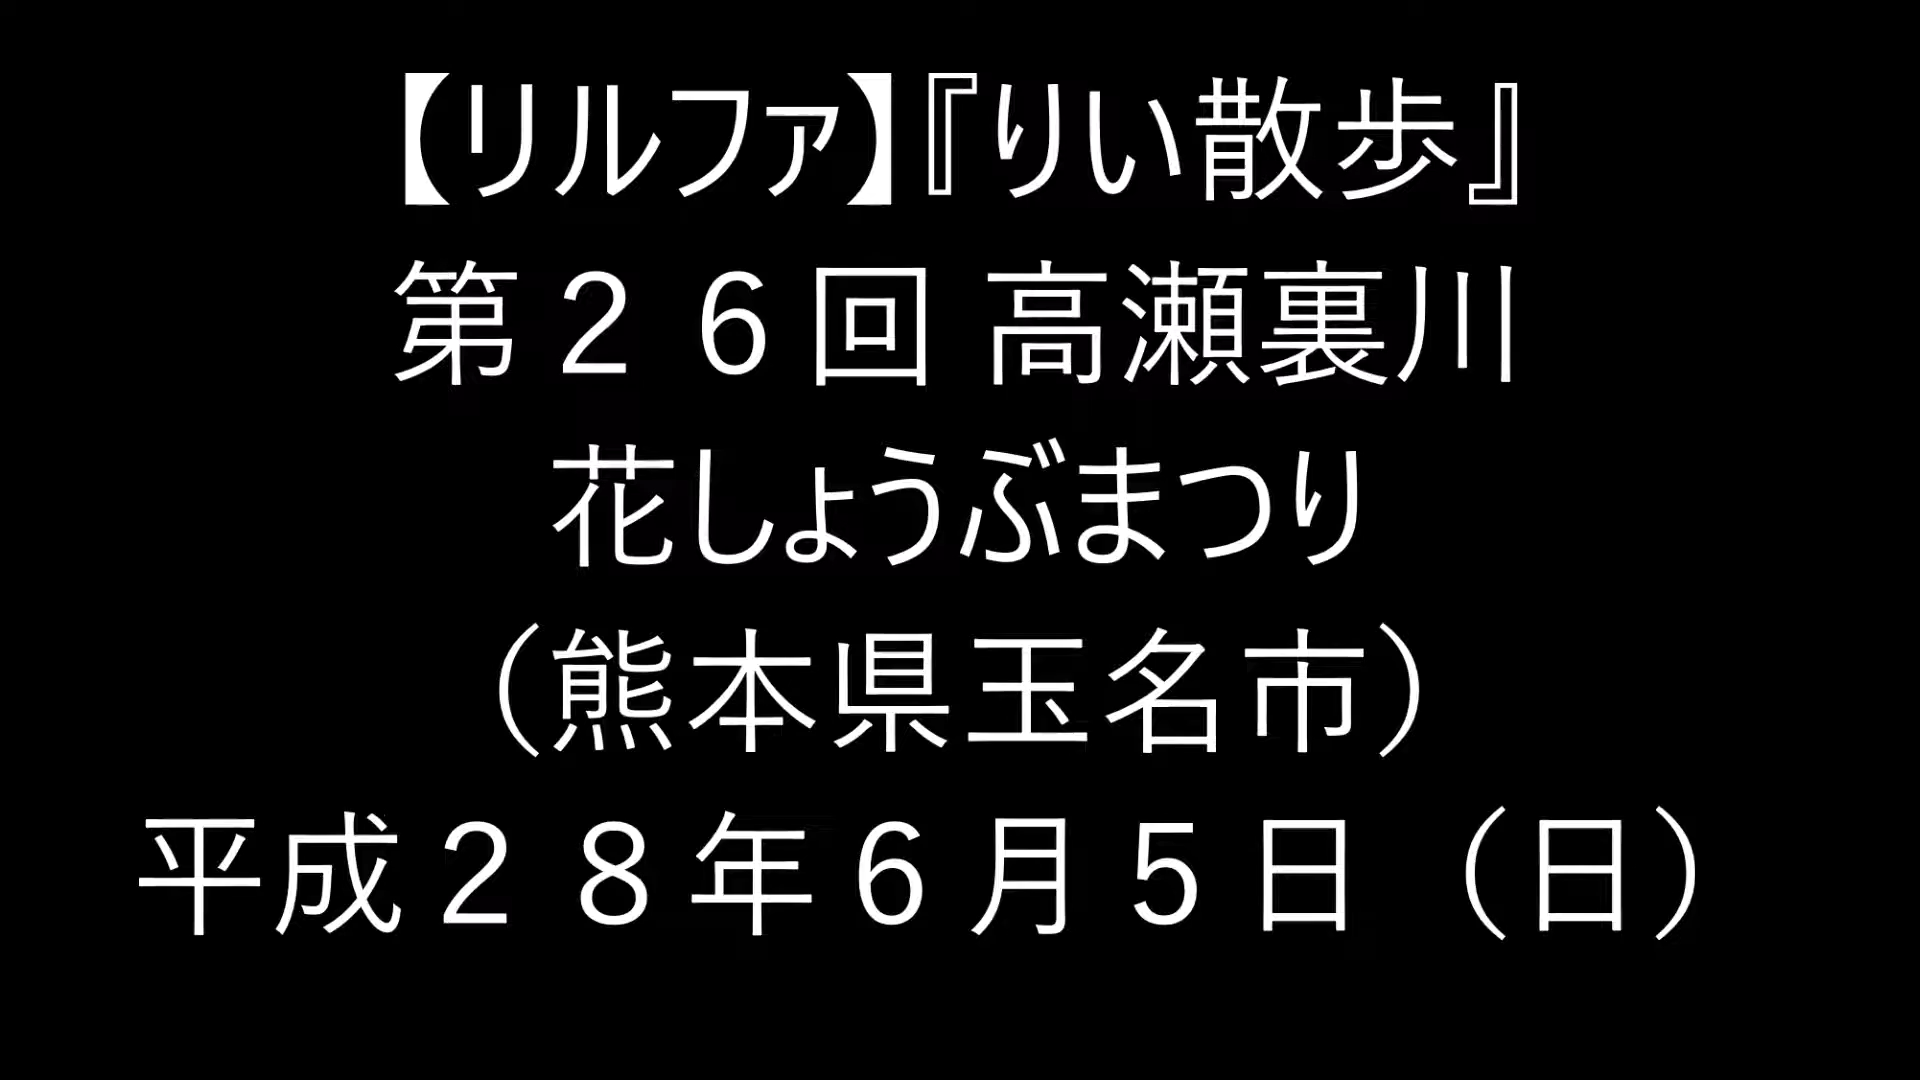 【リルファ】『りぃ散歩』
第２６回 高瀬裏川
花しょうぶまつり
（熊本県玉名市）
平成２８年６月５日（日）